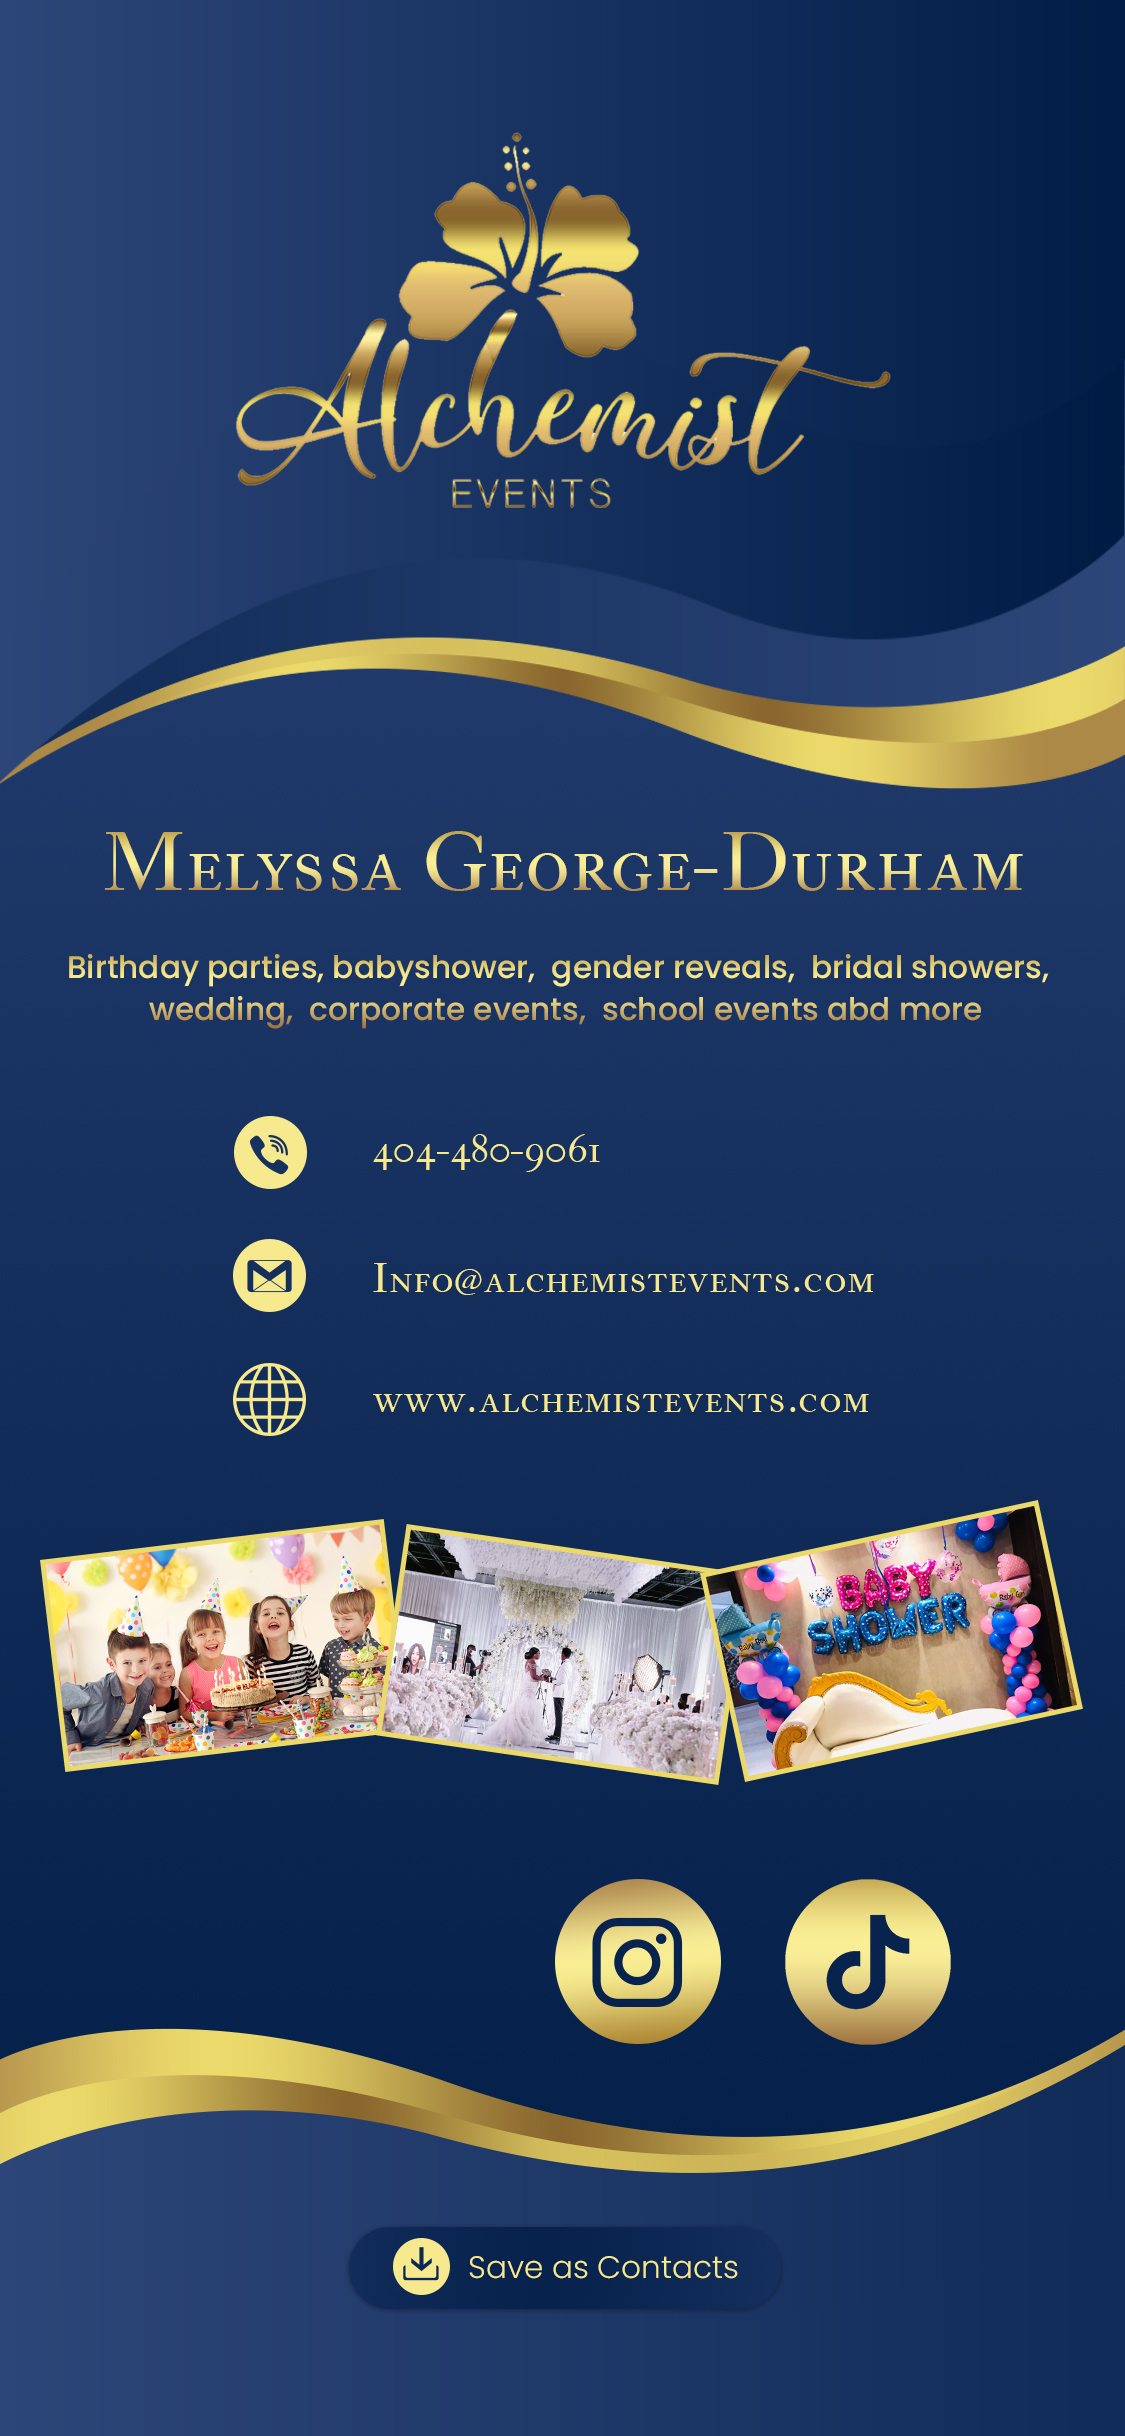 Alchemist
EVENTS
Melyssa George-Durham
Birthday parties, babyshower, gender reveals, bridal showers,
wedding, corporate events, school events abd more
404-480-9061
Info@alchemistevents.com
www.alchemistevents.com
BABY
SHOWER
Save as Contacts